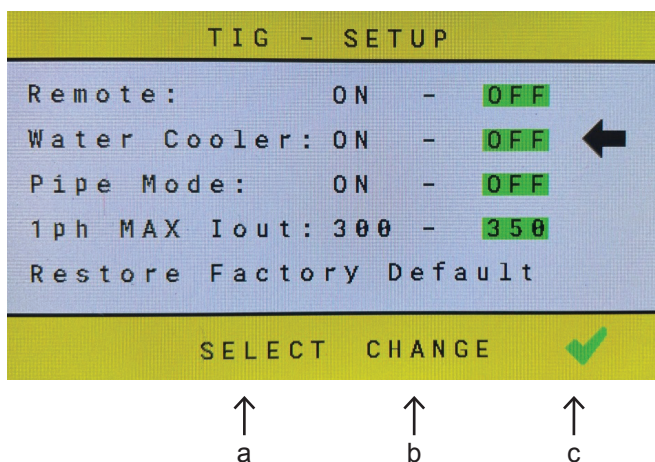 TIG - SETUP
Remote: ON - OFF
Water Cooler: ON - OFF
Pipe Mode: ON - OFF
1ph MAX Iout: 300 - 350
Restore Factory Default
SELECT CHANGE
a b c